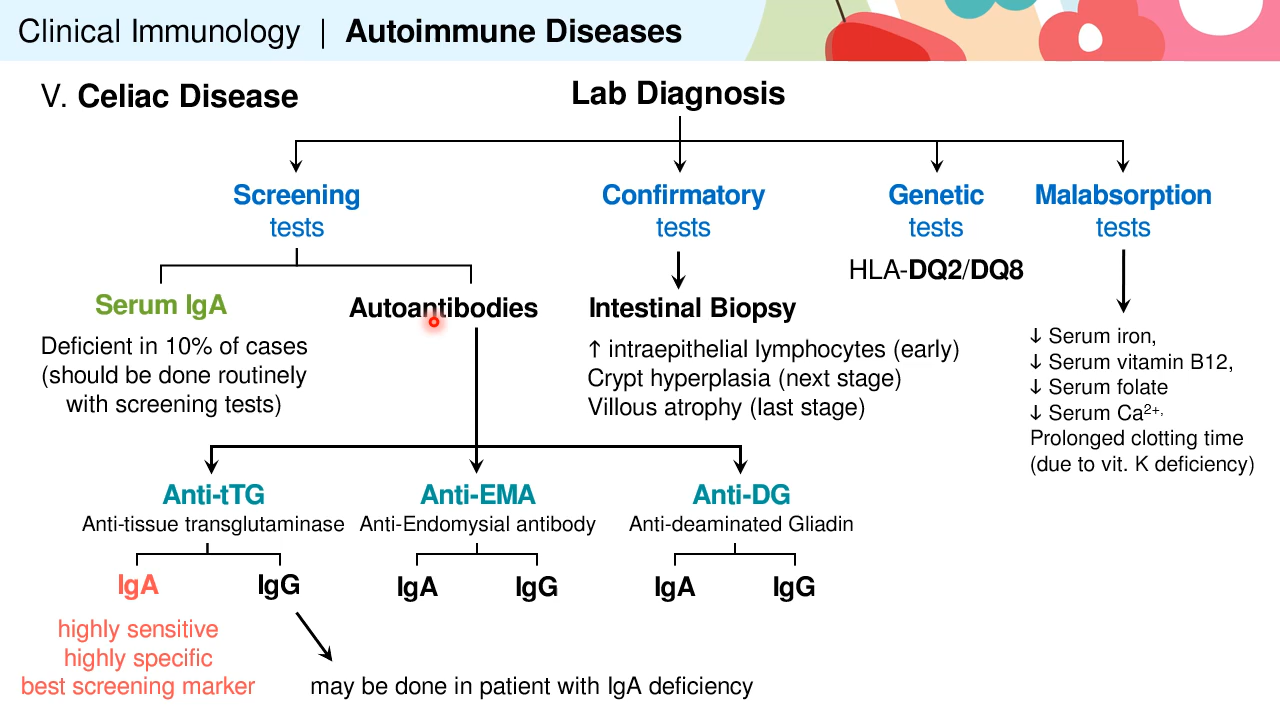 Clinical Immunology | Autoimmune Diseases
V. Celiac Disease
Lab Diagnosis
Screening
tests
Confirmatory
tests
Genetic
tests
Malabsorption
tests
HLA-DQ2/DQ8
Serum IgA
Deficient in 10% of cases
(should be done routinely
with screening tests)
Autoantibodies
Intestinal Biopsy
↑ intraepithelial lymphocytes (early)
Crypt hyperplasia (next stage)
Villous atrophy (last stage)
↓ Serum iron,
↓ Serum vitamin B12,
↓ Serum folate
↓ Serum Ca2+,
Prolonged clotting time
(due to vit. K deficiency)
Anti-tTG
Anti-tissue transglutaminase
Anti-EMA
Anti-Endomysial antibody
Anti-DG
Anti-deaminated Gliadin
IgA
IgG
IgA
IgG
IgA
IgG
highly sensitive
highly specific
best screening marker
may be done in patient with IgA deficiency